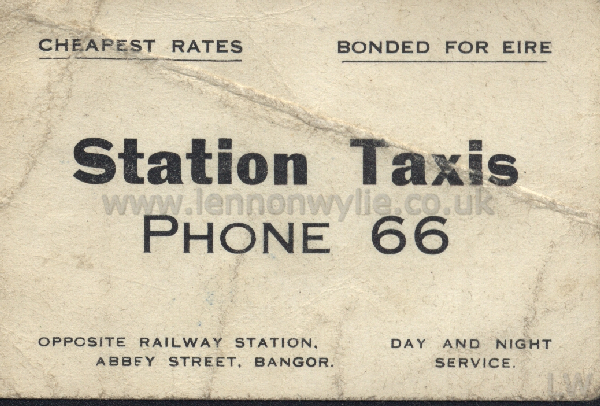 CHEAPEST RATES
BONDED FOR EIRE
Station Taxis
www.lennonwylie.co.uk
PHONE 66
OPPOSITE RAILWAY STATION,
ABBEY STREET, BANGOR.
DAY AND NIGHT
SERVICE.
LW